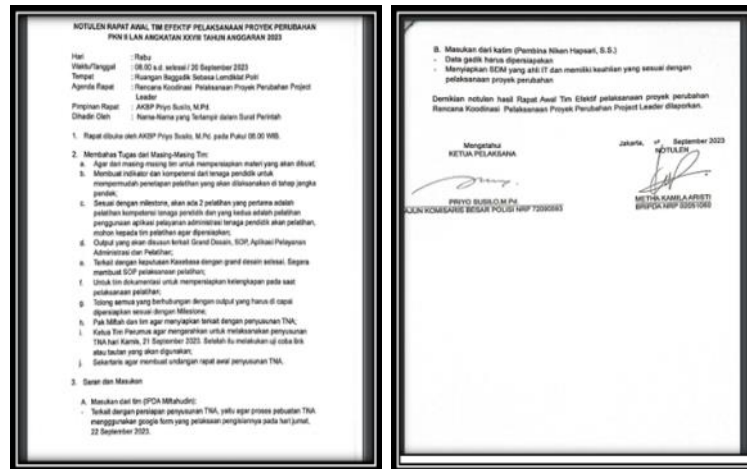 NOTULEN RAPAT AWAL TIM EFEKTIF PELAKSANAAN PROYEK PERUBAHAN
PKN II LAN ANGKATAN XXVIII TAHUN ANGGARAN 2023
Hari : Rabu
Waktu/Tanggal : 08.00 s.d. selesai / 20 September 2023
Tempat : Ruangan Baggadik Sebasa Lemdiklat Polri
Agenda Rapat : Rencana Koodinasi Pelaksanaan Proyek Perubahan Project
Leader
Pimpinan Rapat : AKBP Priyo Susilo, M.Pd.
Dihadiri Oleh : Nama-Nama yang Terlampir dalam Surat Perintah
1. Rapat dibuka oleh AKBP Priyo Susilo, M.Pd. pada Pukul 08.00 WIB.
2. Membahas Tugas dari Masing-Masing Tim:
a. Agar dari masing masing tim untuk mempersiapkan materi yang akan dibuat;
b. Membuat indikator dan kompetensi dari tenaga pendidik untuk
mempermudah penetapan pelatihan yang akan dilaksanakan di tahap jangka
pendek;
c. Sesuai dengan milestone, akan ada 2 pelatihan yang pertama adalah
pelatihan kompetensi tenaga pendidik dan yang kedua adalah pelatihan
penggunaan aplikasi pelayanan administrasi tenaga pendidik akan pelatihan,
mohon kepada tim pelatihan agar dipersiapkan;
d. Output yang akan disusun terkait Grand Desain, SOP, Aplikasi Pelayanan
Administrasi dan Pelatihan;
e. Terkait dengan keputusan Kasebasa dengan grand desain selesai. Segera
membuat SOP pelaksanaan pelatihan;
f. Untuk tim dokumentasi untuk mempersiapkan kelengkapan pada saat
pelaksanaan pelatihan;
g. Tolong semua yang berhubungan dengan output yang harus di capai
dipersiapkan sesuai dengan Milestone;
h. Pak Miftah dan tim agar menyiapkan terkait dengan penyusunan TNA;
i. Ketua Tim Perumus agar mengarahkan untuk melaksanakan penyusunan
TNA hari Kamis, 21 September 2023. Setelah itu melakukan uji coba link
atau tautan yang akan digunakan;
j. Sekertaris agar membuat undangan rapat awal penyusunan TNA.
3. Saran dan Masukan
A. Masukan dari tim (IPDA Miftahudin):
- Terkait dengan persiapan penyusunan TNA, yaitu agar proses pebuatan TNA
menggunakan google form yang pelaksaan pengisiannya pada hari jumat,
22 September 2023.
B. Masukan dari katim (Pembina Niken Hapsari, S.S.)
- Data gadik harus dipersiapakan
- Menyiapkan SDM yang ahli IT dan memiliki keahlian yang sesuai dengan
pelaksanaan proyek perubahan
Demikian notulen hasil Rapat Awal Tim Efektif pelaksanaan proyek perubahan
Rencana Koodinasi Pelaksanaan Proyek Perubahan Project Leader dilaporkan.
Mengetahui
KETUA PELAKSANA
PRIYO SUSILO,M.Pd.
AJUN KOMISARIS BESAR POLISI NRP 72090593
Jakarta, September 2023
NOTULEN
METHA KAMILA ARISTI
BRIPDA NRP